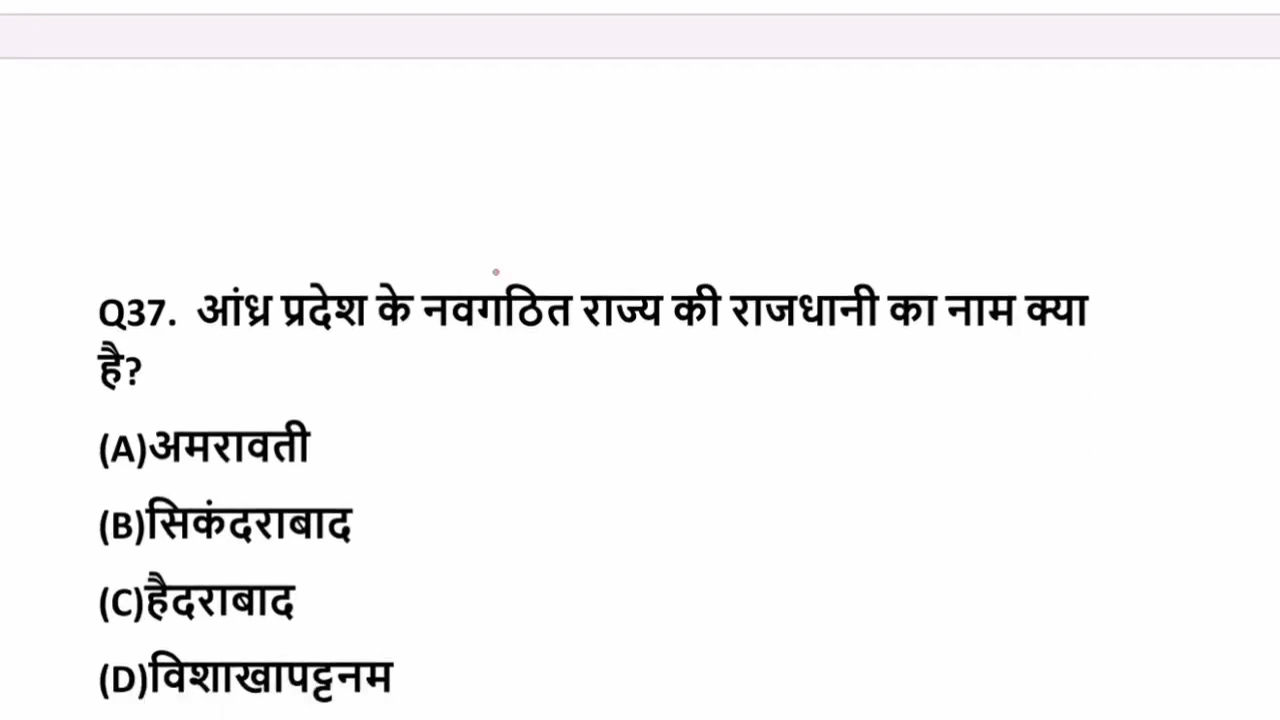 Q37. आंध्र प्रदेश के नवगठित राज्य की राजधानी का नाम क्या
है?
(A)अमरावती
(B)सिकंदराबाद
(C)हैदराबाद
(D)विशाखापट्टनम